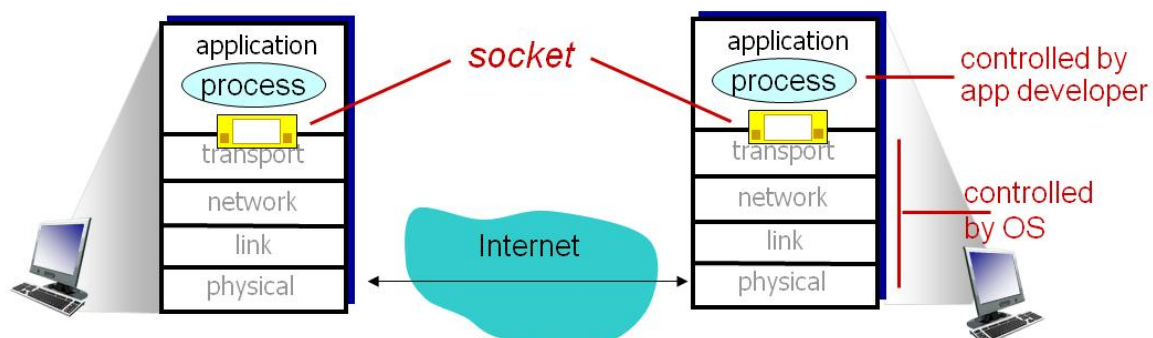 application
process
transport
network
link
physical
socket
Internet
application
process
transport
network
link
physical
controlled by
app developer
controlled
by OS